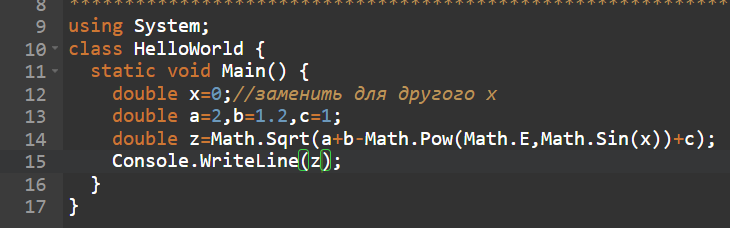 8 ************************************************************
9 using System;
10 class HelloWorld {
11 static void Main() {
12 double x=0;//заменить для другого x
13 double a=2,b=1.2,c=1;
14 double z=Math.Sqrt(a+b-Math.Pow(Math.E,Math.Sin(x))+c);
15 Console.WriteLine(z);
16 }
17 }